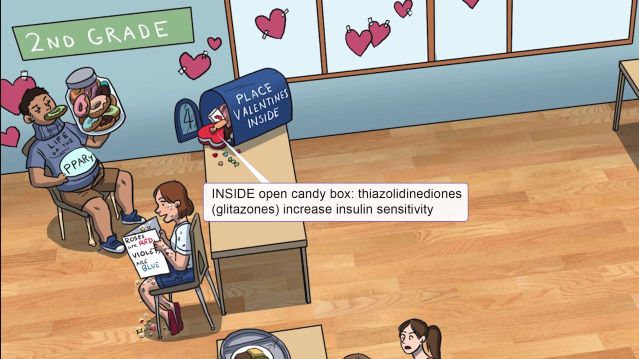 2ND GRADE
PLACE
VALENTINES
INSIDE
4
LIFE
OF THE
PPARY
INSIDE open candy box: thiazolidinediones
(glitazones) increase insulin sensitivity
ROSES
ARE RED
VIOLETS
ARE
BLUE